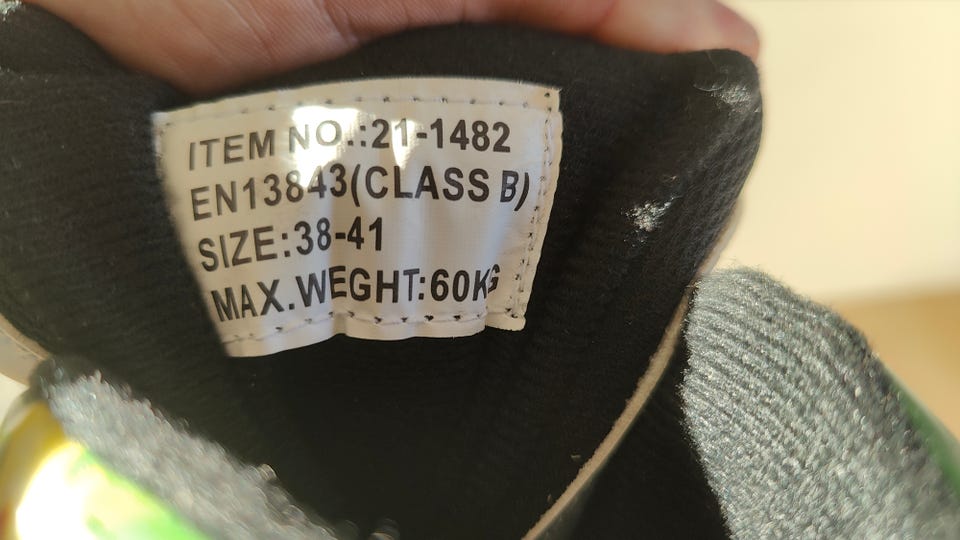 ITEM NO.:21-1482
EN13843(CLASS B)
SIZE:38-41
MAX.WEGHT:60KG